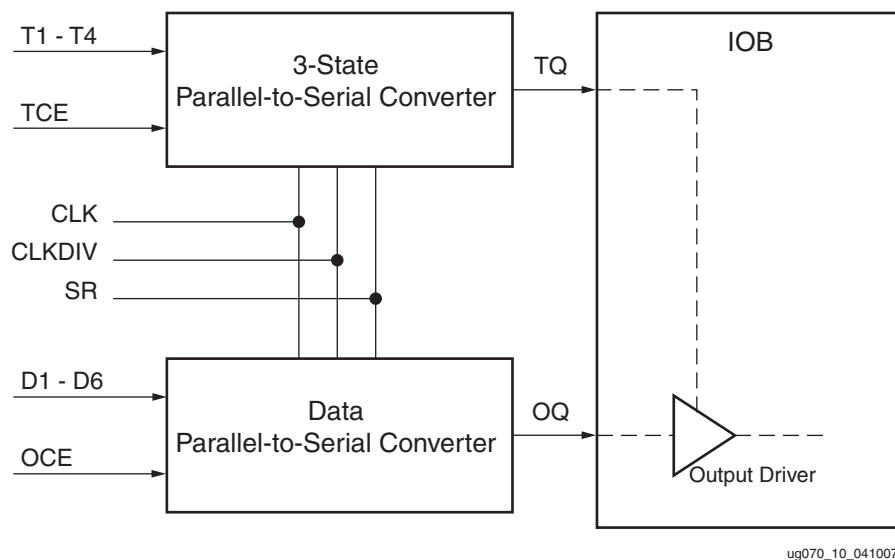 T1 - T4
TCE
3-State
Parallel-to-Serial Converter
TQ
IOB
CLK
CLKDIV
SR
D1 - D6
OCE
Data
Parallel-to-Serial Converter
OQ
Output Driver
ug070_10_041007